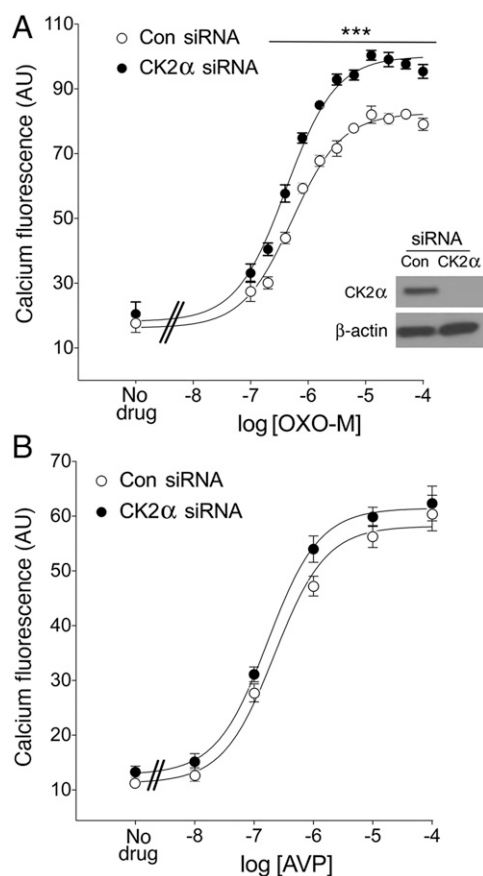 A
Con siRNA
CK2α siRNA
***
Calcium fluorescence (AU)
100
90
70
50
30
10
siRNA
Con CK2α
CK2α
β-actin
No drug -8 -7 -6 -5 -4
log [OXO-M]
B
Con siRNA
CK2α siRNA
Calcium fluorescence (AU)
70
60
50
40
30
20
10
No drug -8 -7 -6 -5 -4
log [AVP]